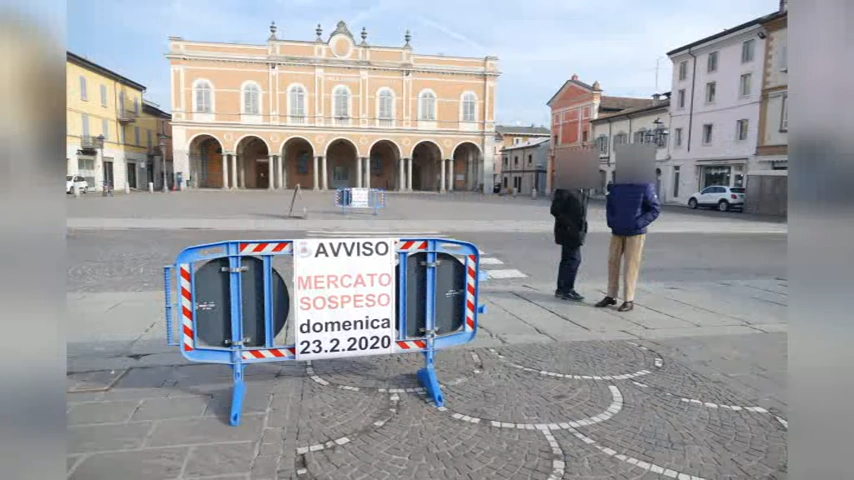 AVVISO
MERCATO
SOSPESO
domenica
23.2.2020